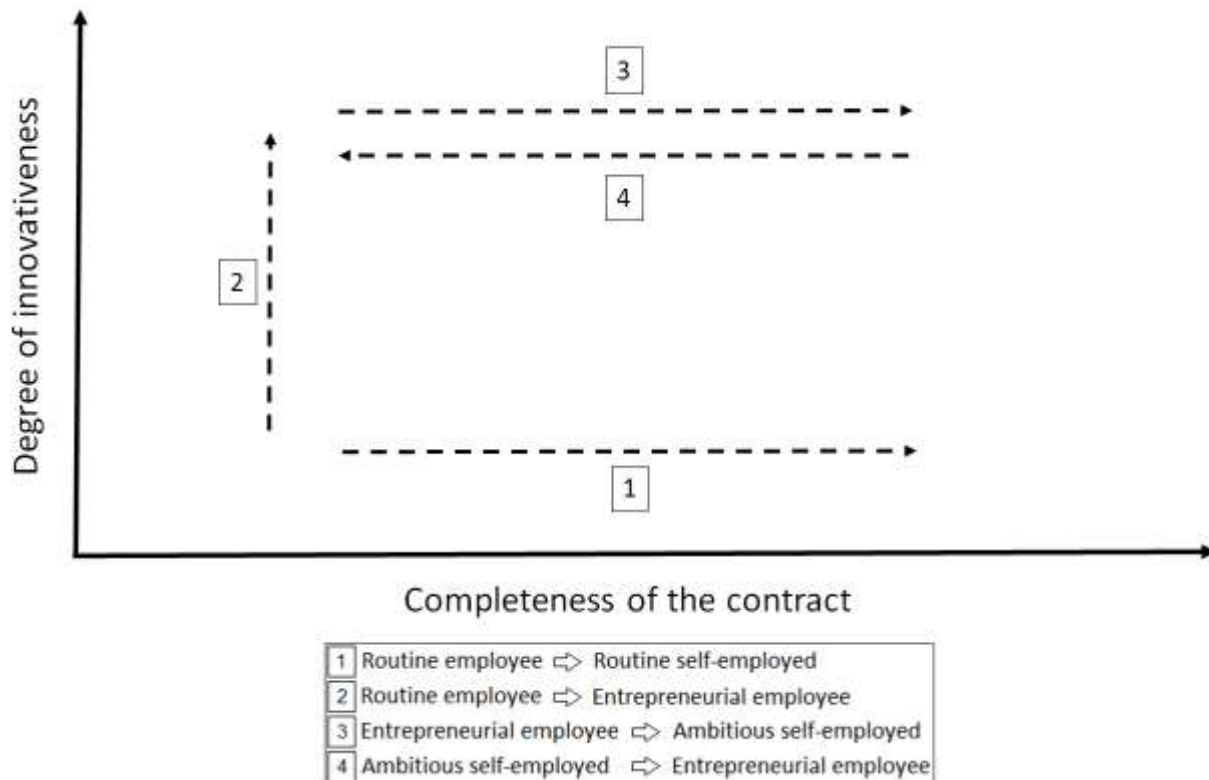 3
4
2
1
Degree of innovativeness
Completeness of the contract
1 Routine employee ⇨ Routine self-employed
2 Routine employee ⇨ Entrepreneurial employee
3 Entrepreneurial employee ⇨ Ambitious self-employed
4 Ambitious self-employed ⇨ Entrepreneurial employee